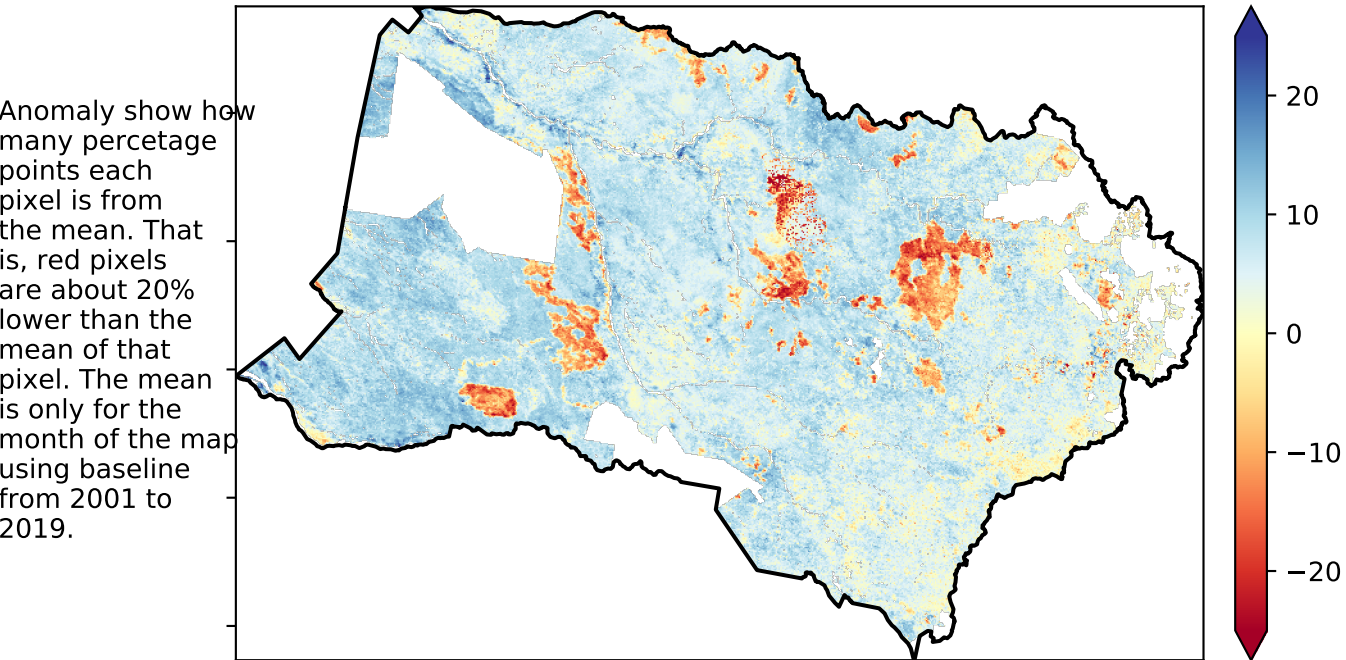 Anomaly show how
many percetage
points each
pixel is from
the mean. That
is, red pixels
are about 20%
lower than the
mean of that
pixel. The mean
is only for the
month of the map
using baseline
from 2001 to
2019.
20
10
0
−10
−20